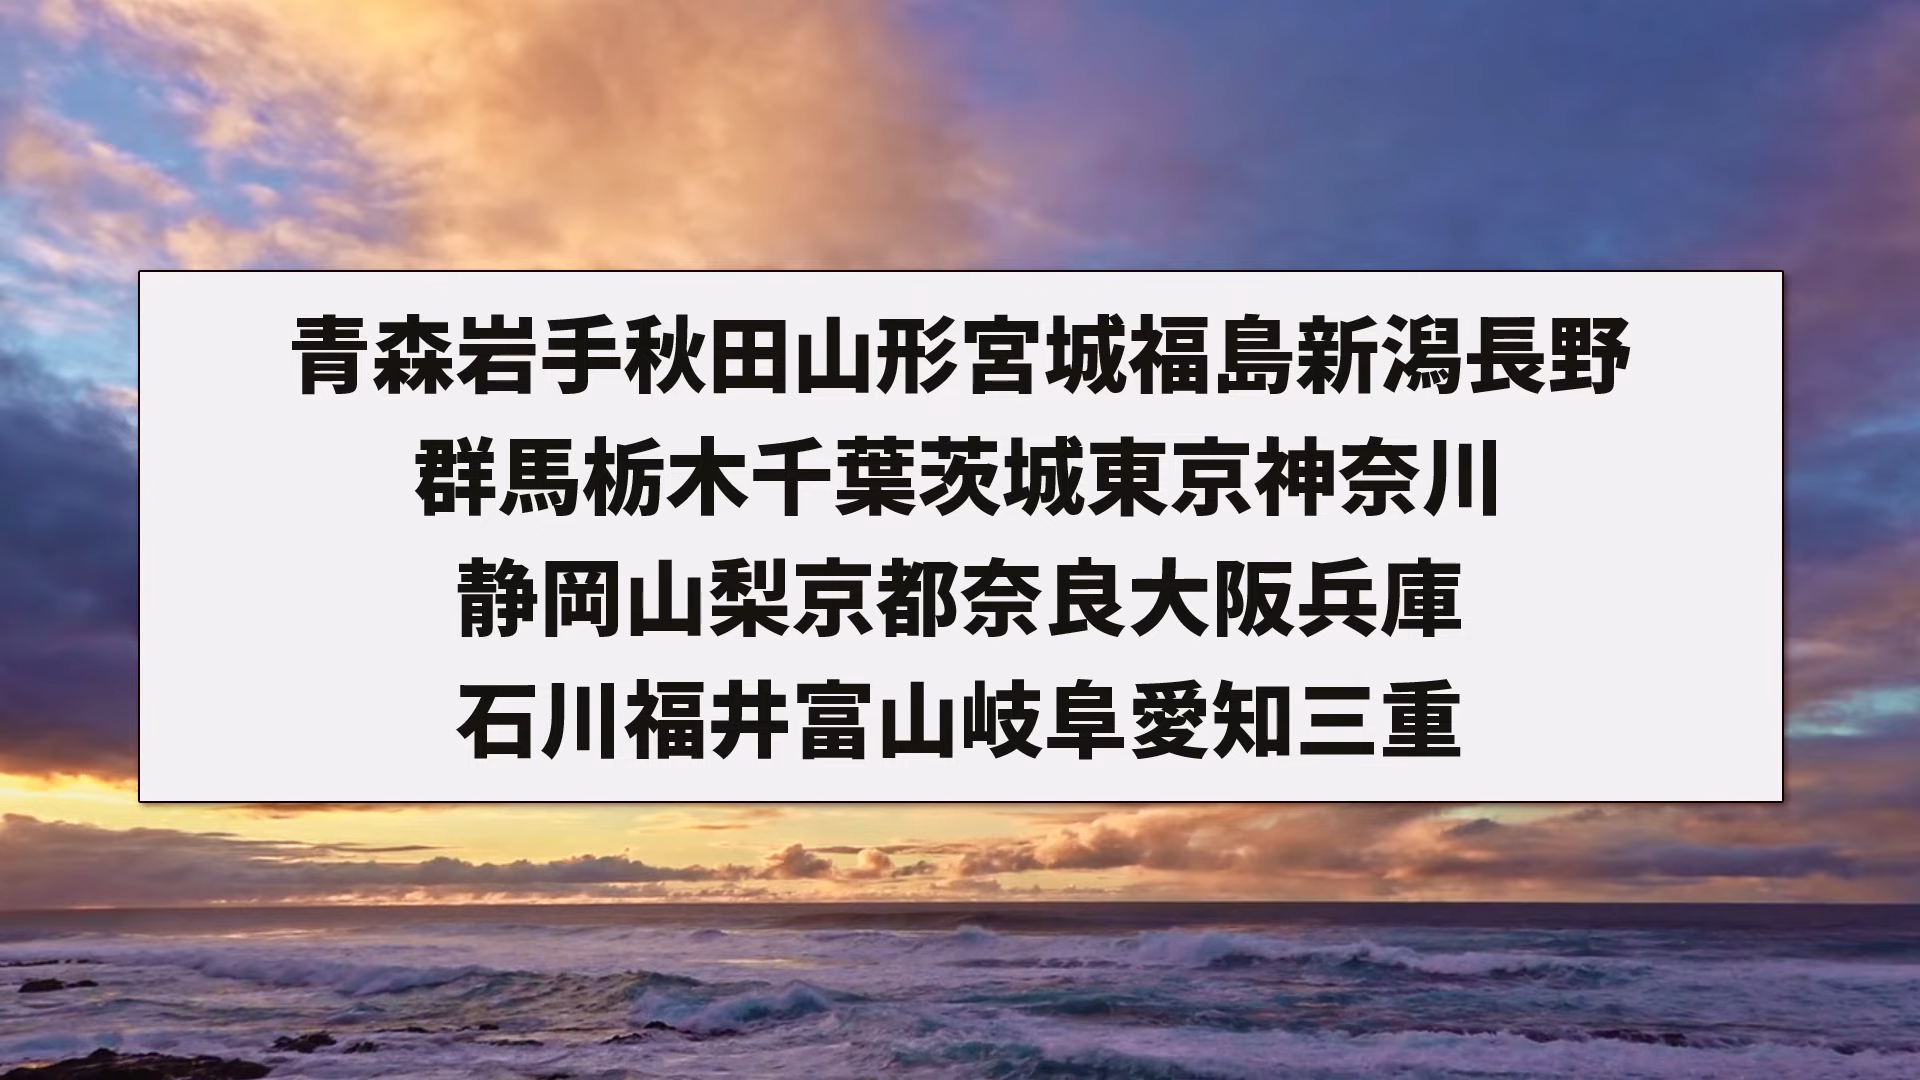 青森岩手秋田山形宮城福島新潟長野
群馬栃木千葉茨城東京神奈川
静岡山梨京都奈良大阪兵庫
石川福井富山岐阜愛知三重